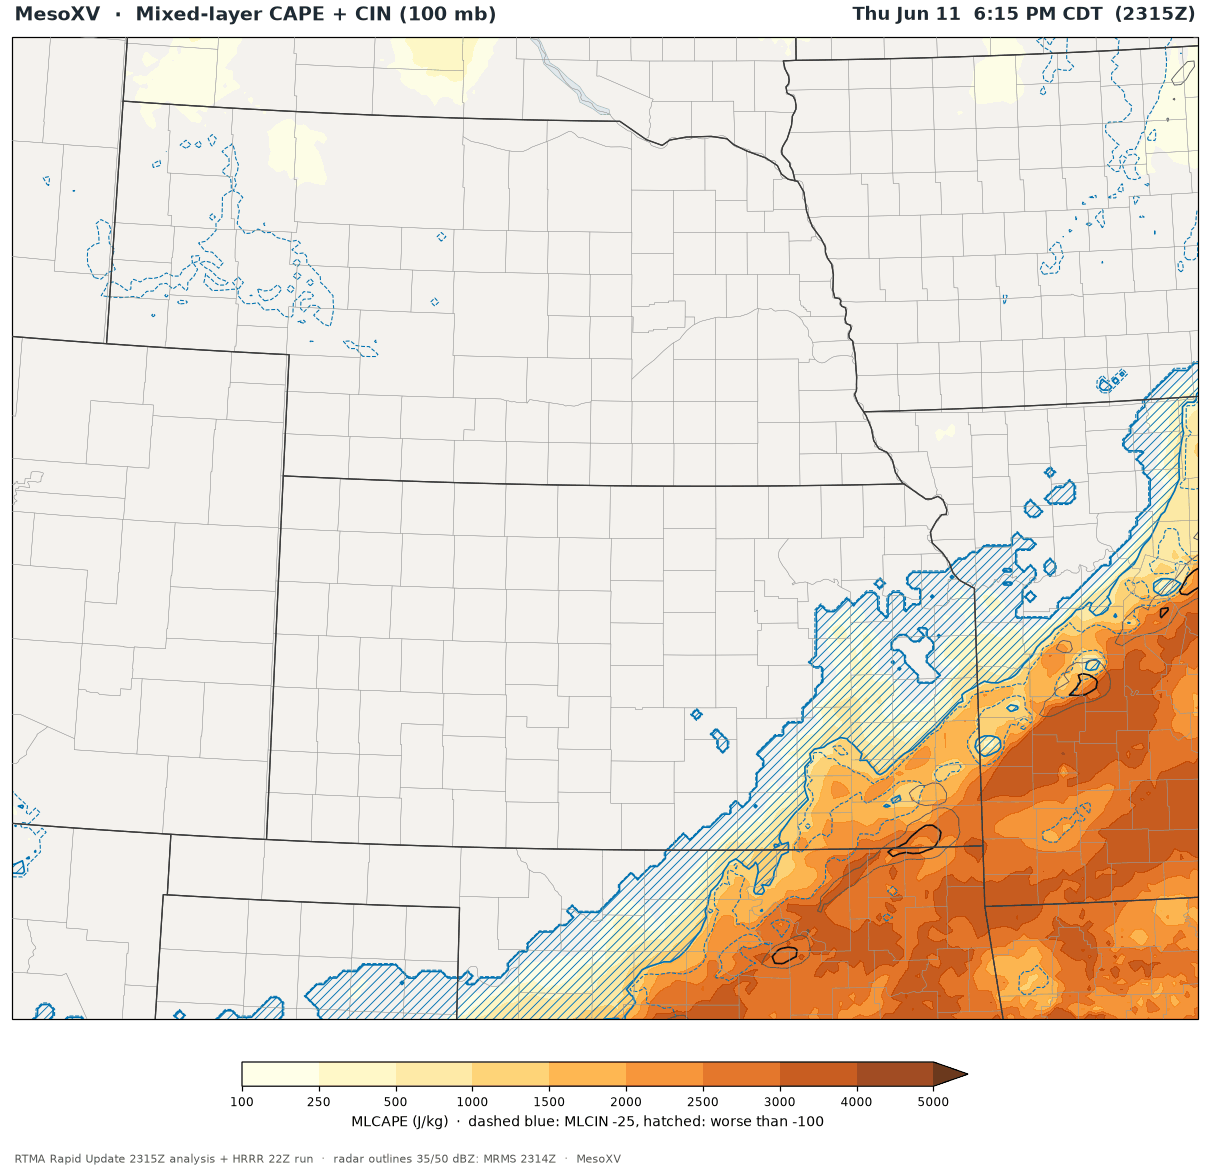 MesoXV · Mixed-layer CAPE + CIN (100 mb)
Thu Jun 11 6:15 PM CDT (2315Z)
100 250 500 1000 1500 2000 2500 3000 4000 5000
MLCAPE (J/kg) · dashed blue: MLCIN -25, hatched: worse than -100
RTMA Rapid Update 2315Z analysis + HRRR 22Z run · radar outlines 35/50 dBZ: MRMS 2314Z · MesoXV